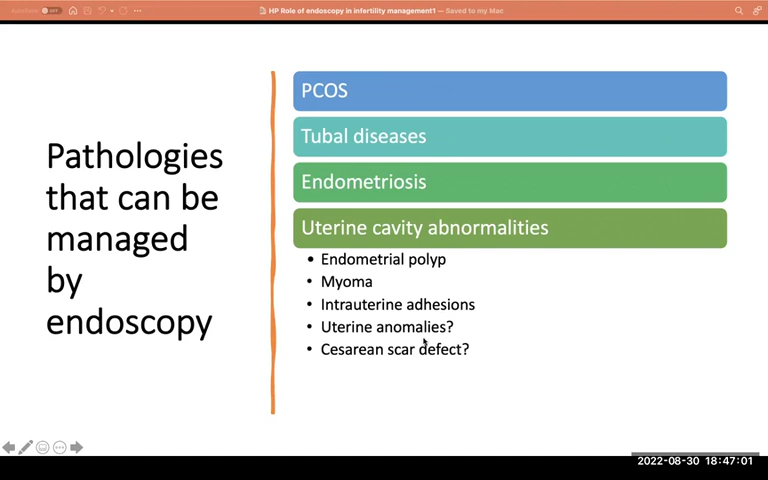 AutoSave OFF
HP Role of endoscopy in infertility management1 — Saved to my Mac
Pathologies
that can be
managed
by
endoscopy
PCOS
Tubal diseases
Endometriosis
Uterine cavity abnormalities
• Endometrial polyp
• Myoma
• Intrauterine adhesions
• Uterine anomalies?
• Cesarean scar defect?
2022-08-30 18:47:01